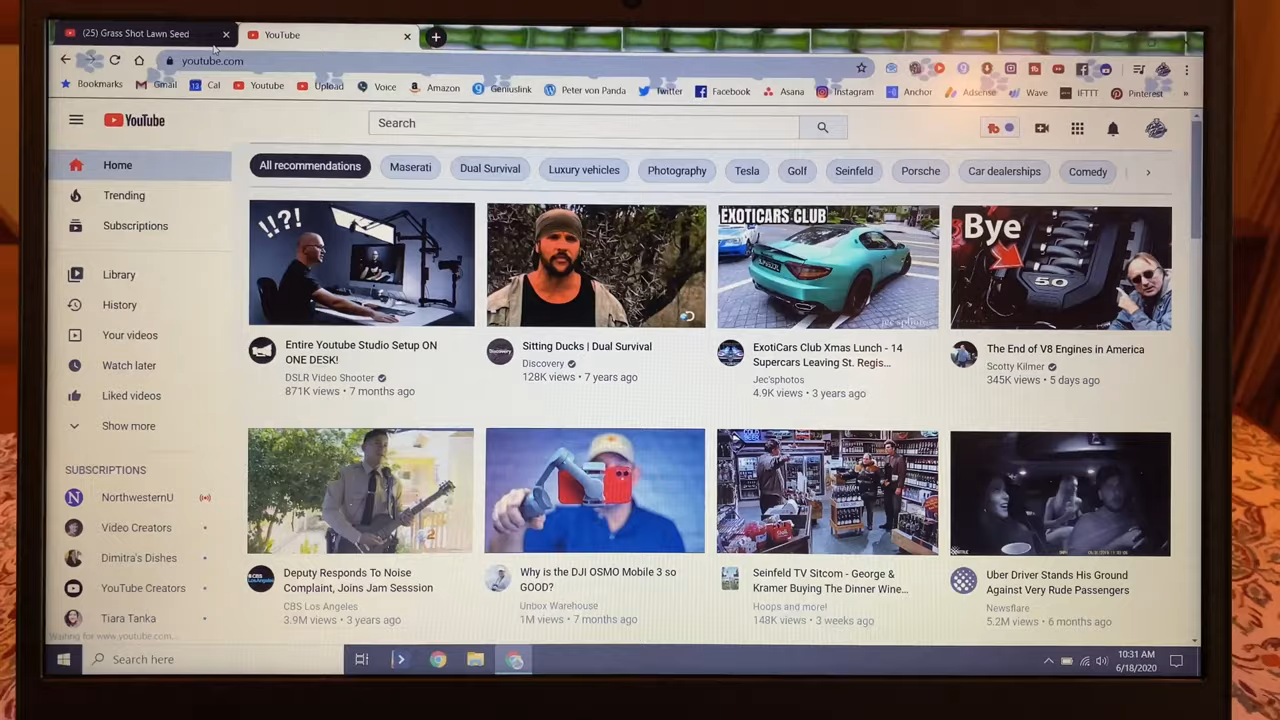 (25) Grass Shot Lawn Seed
YouTube
youtube.com
Bookmarks Gmail Cal Youtube Upload Voice Amazon Geniuslink Peter von Panda Twitter Facebook Asana Instagram Anchor Adsense Wave IFTTT Pinterest »
YouTube
Search
Home
All recommendations Maserati Dual Survival Luxury vehicles Photography Tesla Golf Seinfeld Porsche Car dealerships Comedy
Trending
Subscriptions
Library
History
Your videos
Watch later
Liked videos
Show more
SUBSCRIPTIONS
NorthwesternU
Video Creators
Dimitra's Dishes
YouTube Creators
Tiara Tanka
!!?!
Entire Youtube Studio Setup ON
ONE DESK!
DSLR Video Shooter
871K views • 7 months ago
Sitting Ducks | Dual Survival
Discovery
128K views • 7 years ago
EXOTICARS CLUB
ExotiCars Club Xmas Lunch - 14
Supercars Leaving St. Regis...
Jec'sphotos
4.9K views • 3 years ago
Bye
50
The End of V8 Engines in America
Scotty Kilmer
345K views • 5 days ago
Deputy Responds To Noise
Complaint, Joins Jam Sesssion
CBS Los Angeles
3.9M views • 3 years ago
Why is the DJI OSMO Mobile 3 so
GOOD?
Unbox Warehouse
1M views • 7 months ago
Seinfeld TV Sitcom - George &
Kramer Buying The Dinner Wine...
Hoops and more!
148K views • 3 weeks ago
Uber Driver Stands His Ground
Against Very Rude Passengers
Newsflare
5.2M views • 6 months ago
Waiting for www.youtube.com...
Search here
10:31 AM
6/18/2020